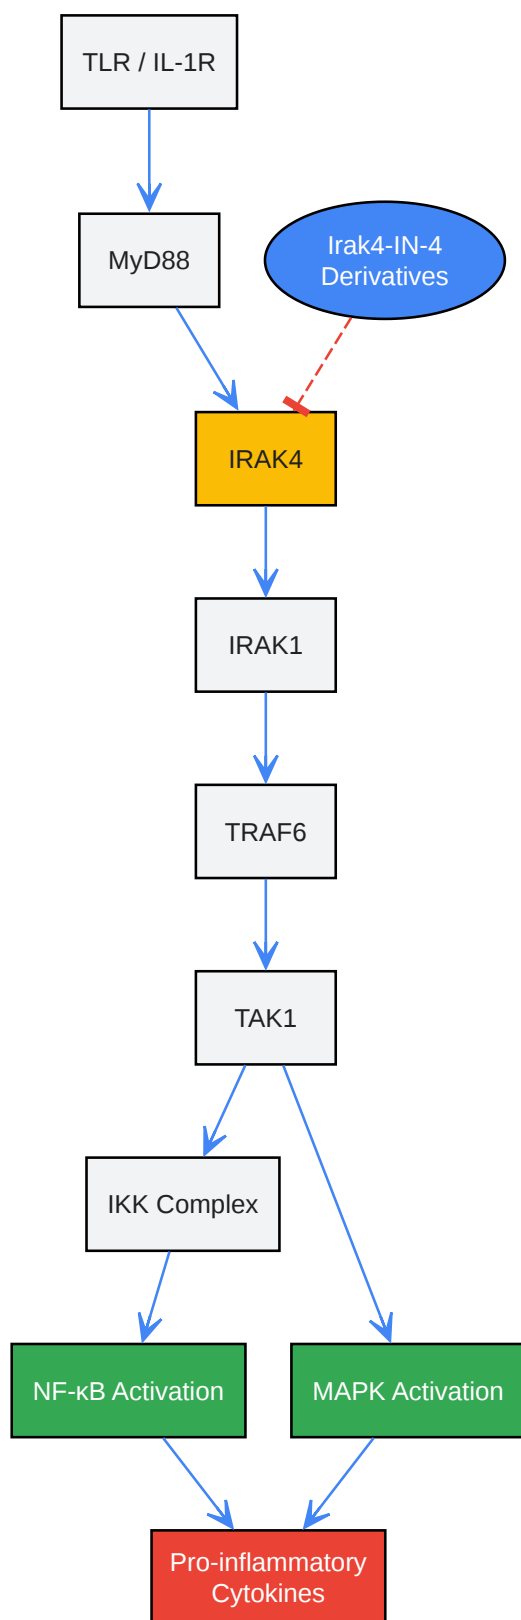 TLR / IL-1R
MyD88
Irak4-IN-4
Derivatives
IRAK4
IRAK1
TRAF6
TAK1
IKK Complex
NF-κB Activation
MAPK Activation
Pro-inflammatory
Cytokines